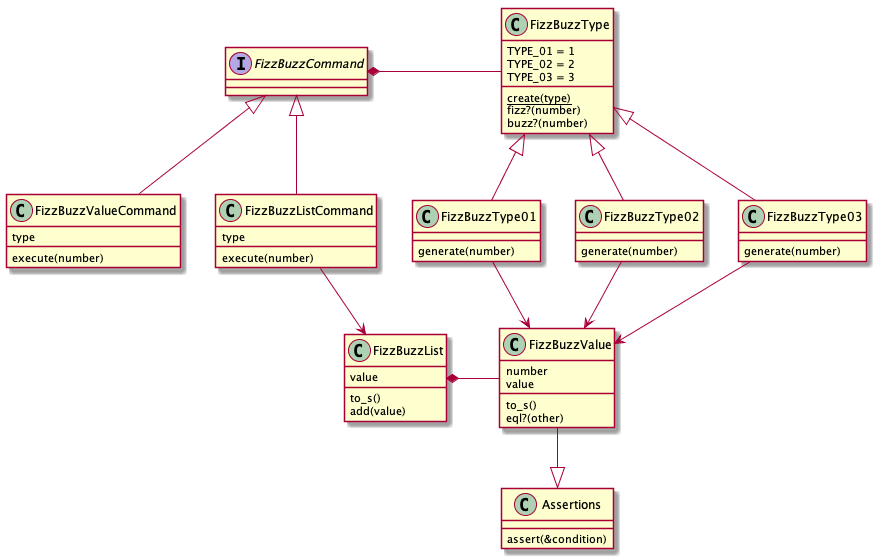 C FizzBuzzType
TYPE_01 = 1
TYPE_02 = 2
TYPE_03 = 3
create(type)
fizz?(number)
buzz?(number)
I FizzBuzzCommand
C FizzBuzzValueCommand
type
execute(number)
C FizzBuzzListCommand
type
execute(number)
C FizzBuzzType01
generate(number)
C FizzBuzzType02
generate(number)
C FizzBuzzType03
generate(number)
C FizzBuzzList
value
to_s()
add(value)
C FizzBuzzValue
number
value
to_s()
eql?(other)
C Assertions
assert(&condition)